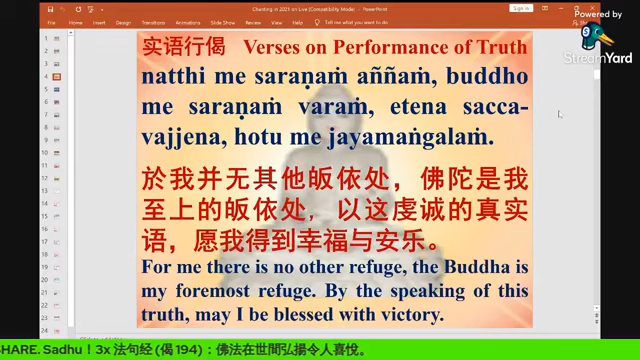 Chanting in 2021 on Live [Compatibility Mode] - PowerPoint
Sign in
File Home Insert Design Transitions Animations Slide Show Review View Tell me what you want to do
Share
Powered by
StreamYard
实语行偈 Verses on Performance of Truth
natthi me saraṇaṁ aññaṁ, buddho
me saraṇaṁ varaṁ, etena sacca-
vajjena, hotu me jayamaṅgalaṁ.
於我并无其他皈依处，佛陀是我
至上的皈依处，以这虔诚的真实
语，愿我得到幸福与安乐。
For me there is no other refuge, the Buddha is
my foremost refuge. By the speaking of this
truth, may I be blessed with victory.
SHARE. Sadhu！3x 法句经 (偈 194)：佛法在世間弘揚令人喜悅。